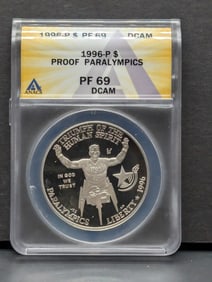 1996-P $ PF 69 DCAM
1996-P $
PROOF PARALYMPICS
PF 69
DCAM
TRIUMPH OF THE
HUMAN SPIRIT
IN GOD
WE
TRUST
PARALYMPICS
LIBERTY
1996